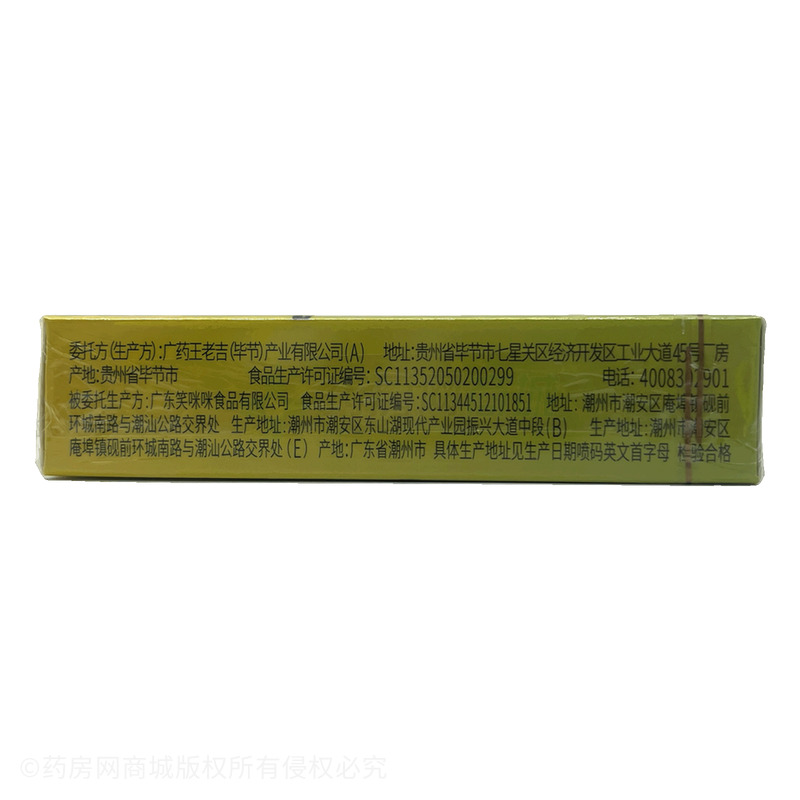 委托方(生产方):广药王老吉(毕节)产业有限公司(A) 地址:贵州省毕节市七星关区经济开发区工业大道45号厂房
产地:贵州省毕节市 食品生产许可证编号: SC11352050200299 电话: 4008302901
被委托生产方:广东笑咪咪食品有限公司 食品生产许可证编号:SC11344512101851 地址: 潮州市潮安区庵埠镇砚前
环城南路与潮汕公路交界处 生产地址:潮州市潮安区东山湖现代产业园振兴大道中段(B) 生产地址:潮州市潮安区
庵埠镇砚前环城南路与潮汕公路交界处(E) 产地:广东省潮州市 具体生产地址见生产日期喷码英文首字母 检验合格
©药房网商城版权所有侵权必究